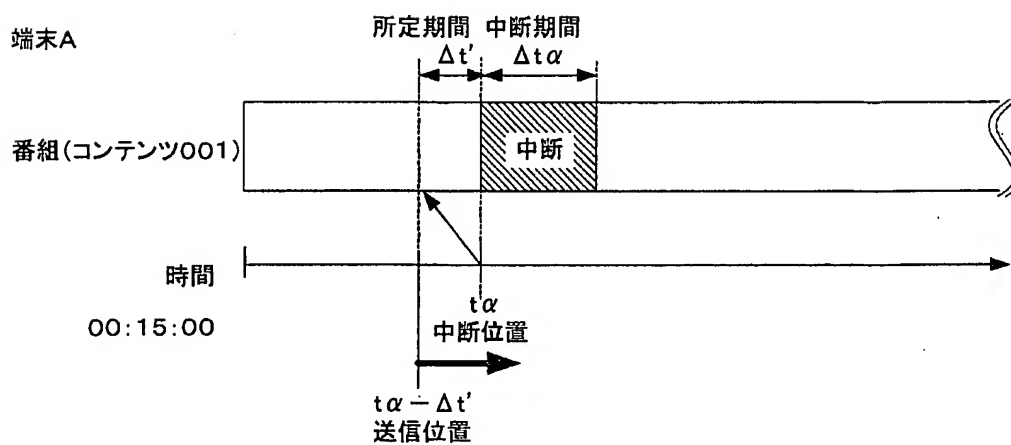 端末A
所定期間 中断期間
Δt' Δtα
番組(コンテンツ001)
中断
時間
tα
00:15:00
中断位置
tα－Δt'
送信位置